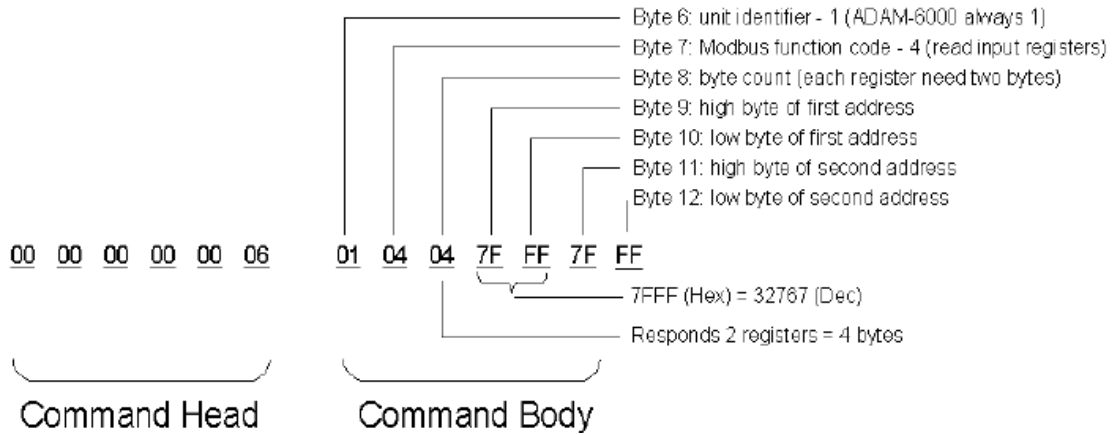 Byte 6: unit identifier - 1 (ADAM-6000 always 1)
Byte 7: Modbus function code - 4 (read input registers)
Byte 8: byte count (each register need two bytes)
Byte 9: high byte of first address
Byte 10: low byte of first address
Byte 11: high byte of second address
Byte 12: low byte of second address
00 00 00 00 00 06 01 04 04 7F FF 7F FF
7FFF (Hex) = 32767 (Dec)
Responds 2 registers = 4 bytes
Command Head Command Body